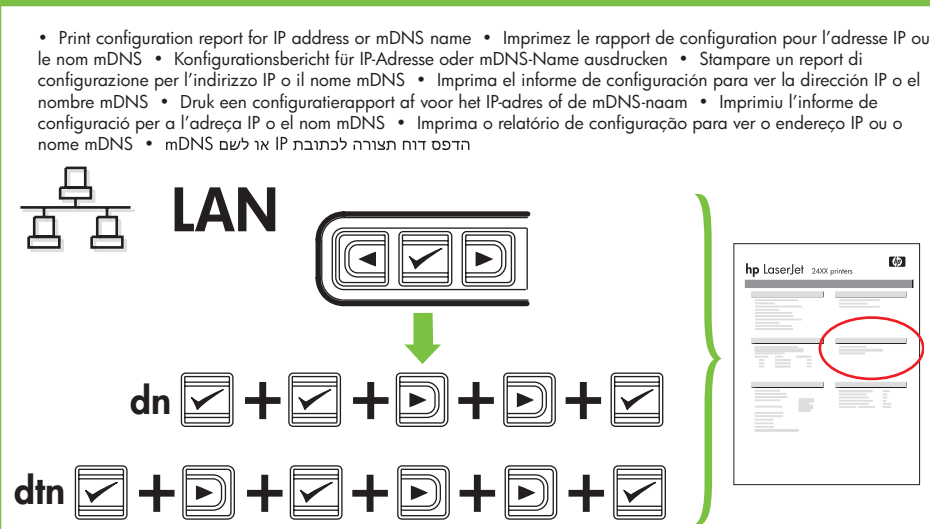 • Print configuration report for IP address or mDNS name • Imprimez le rapport de configuration pour l'adresse IP ou
le nom mDNS • Konfigurationsbericht für IP-Adresse oder mDNS-Name ausdrucken • Stampare un report di
configurazione per l'indirizzo IP o il nome mDNS • Imprima el informe de configuración para ver la dirección IP o el
nombre mDNS • Druk een configuratierapport af voor het IP-adres of de mDNS-naam • Imprimiu l'informe de
configuració per a l'adreça IP o el nom mDNS • Imprima o relatório de configuração para ver o endereço IP ou o
nome mDNS • הדפס דוח תצורה לכתובת IP או לשם mDNS
LAN
hp LaserJet 24XX printers
hp
dn + + + +
dtn + + + + +